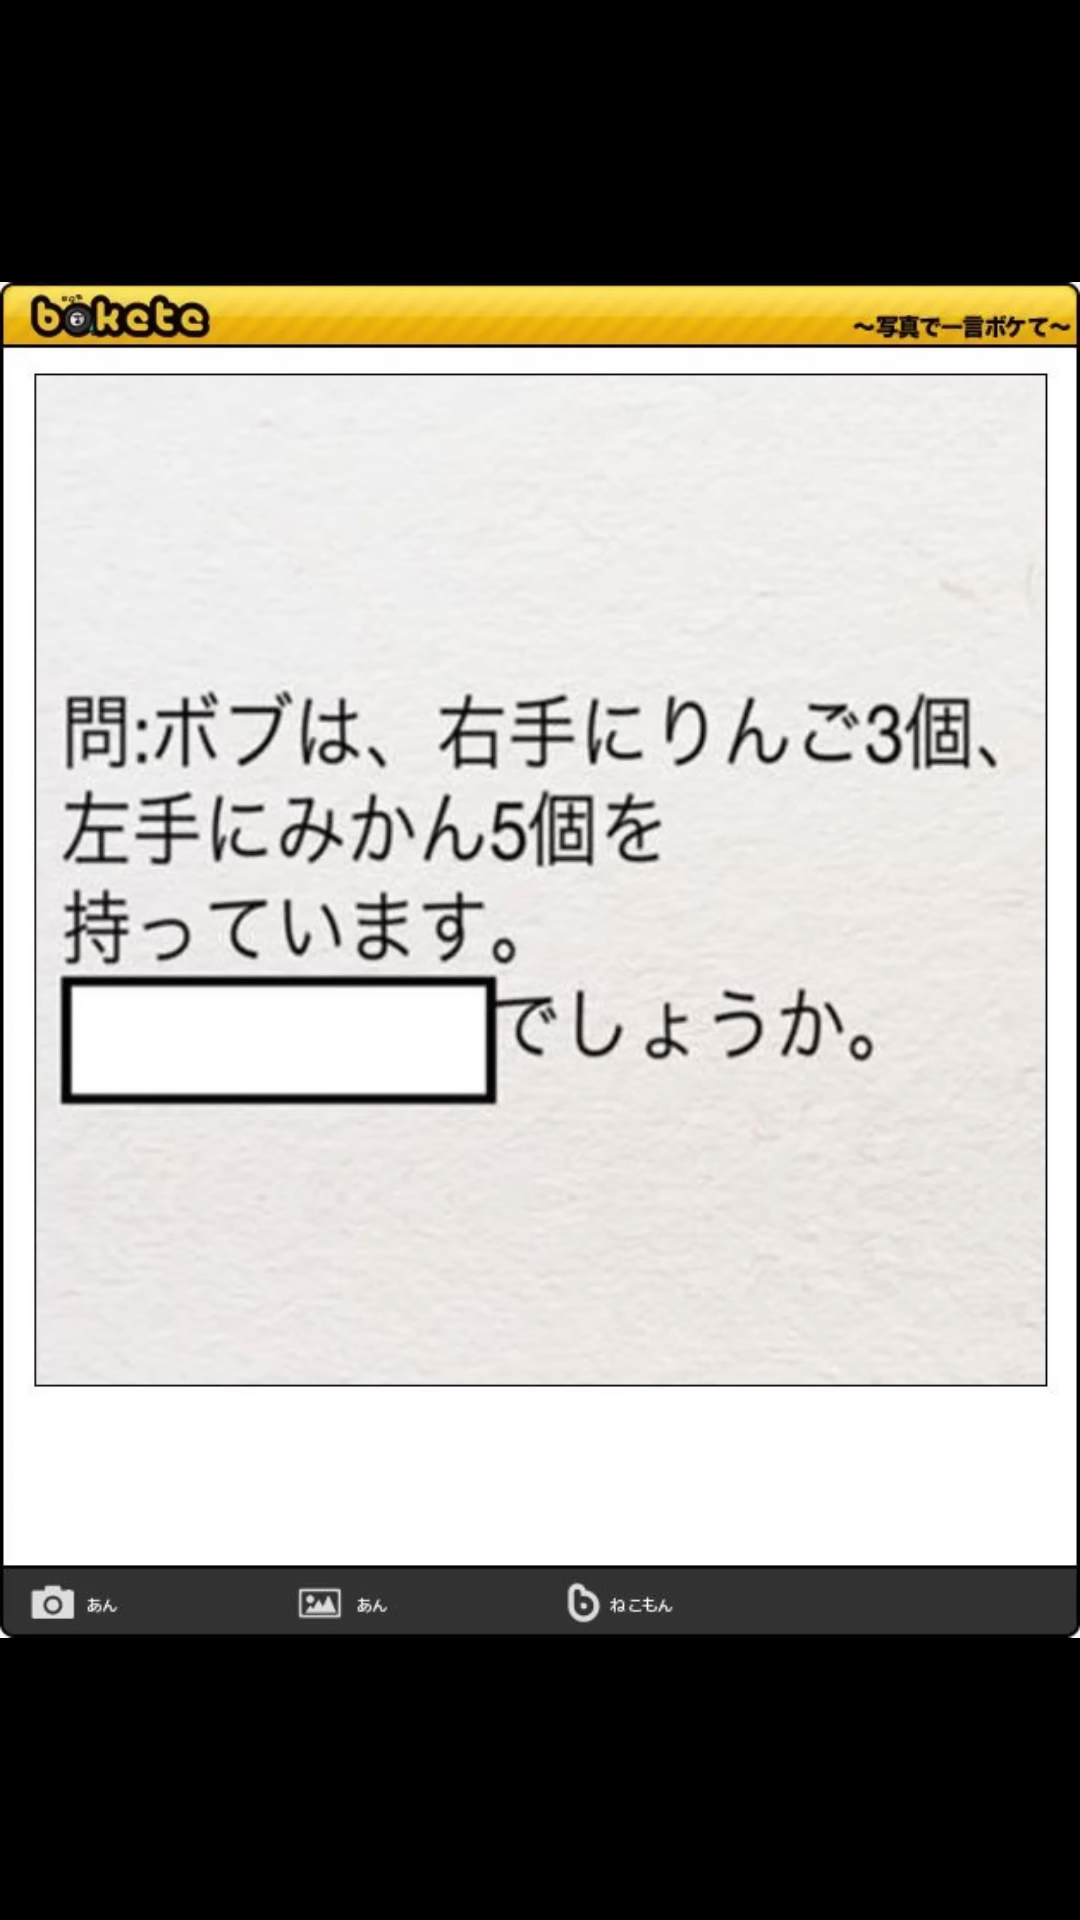 bokete
〜写真で一言ボケて〜
問:ボブは、右手にりんご3個、
左手にみかん5個を
持っています。
でしょうか。
あん
あん
ねこもん